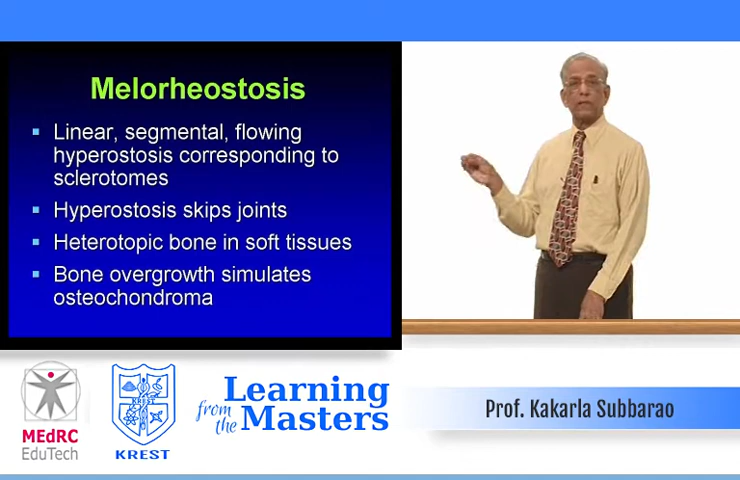 Melorheostosis
Linear, segmental, flowing
hyperostosis corresponding to
sclerotomes
Hyperostosis skips joints
Heterotopic bone in soft tissues
Bone overgrowth simulates
osteochondroma
MEdRC
EduTech
KREST
KREST
Learning
from the
Masters
Prof. Kakarla Subbarao